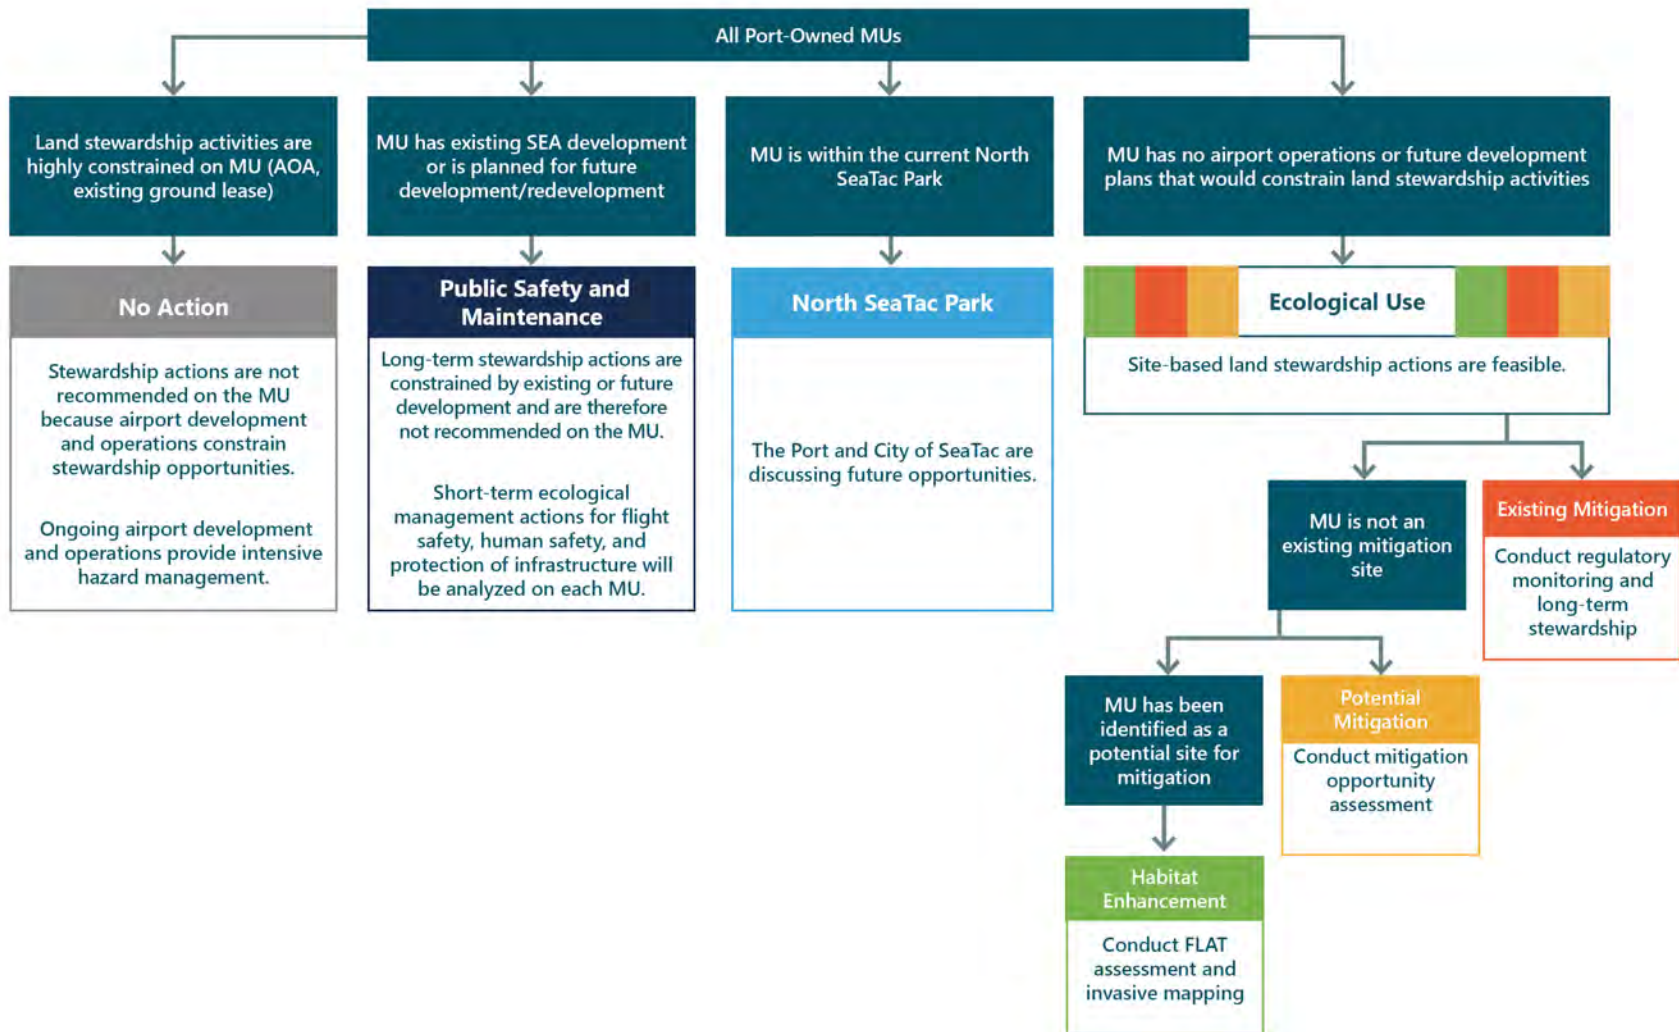 All Port-Owned MUs
Land stewardship activities are
highly constrained on MU (AOA,
existing ground lease)
MU has existing SEA development
or is planned for future
development/redevelopment
MU is within the current North
SeaTac Park
MU has no airport operations or future development
plans that would constrain land stewardship activities
No Action
Stewardship actions are not
recommended on the MU
because airport development
and operations constrain
stewardship opportunities.
Ongoing airport development
and operations provide intensive
hazard management.
Public Safety and
Maintenance
Long-term stewardship actions are
constrained by existing or future
development and are therefore
not recommended on the MU.
Short-term ecological
management actions for flight
safety, human safety, and
protection of infrastructure will
be analyzed on each MU.
North SeaTac Park
The Port and City of SeaTac are
discussing future opportunities.
Ecological Use
Site-based land stewardship actions are feasible.
MU is not an
existing mitigation
site
Existing Mitigation
Conduct regulatory
monitoring and
long-term
stewardship
MU has been
identified as a
potential site for
mitigation
Potential
Mitigation
Conduct mitigation
opportunity
assessment
Habitat
Enhancement
Conduct FLAT
assessment and
invasive mapping